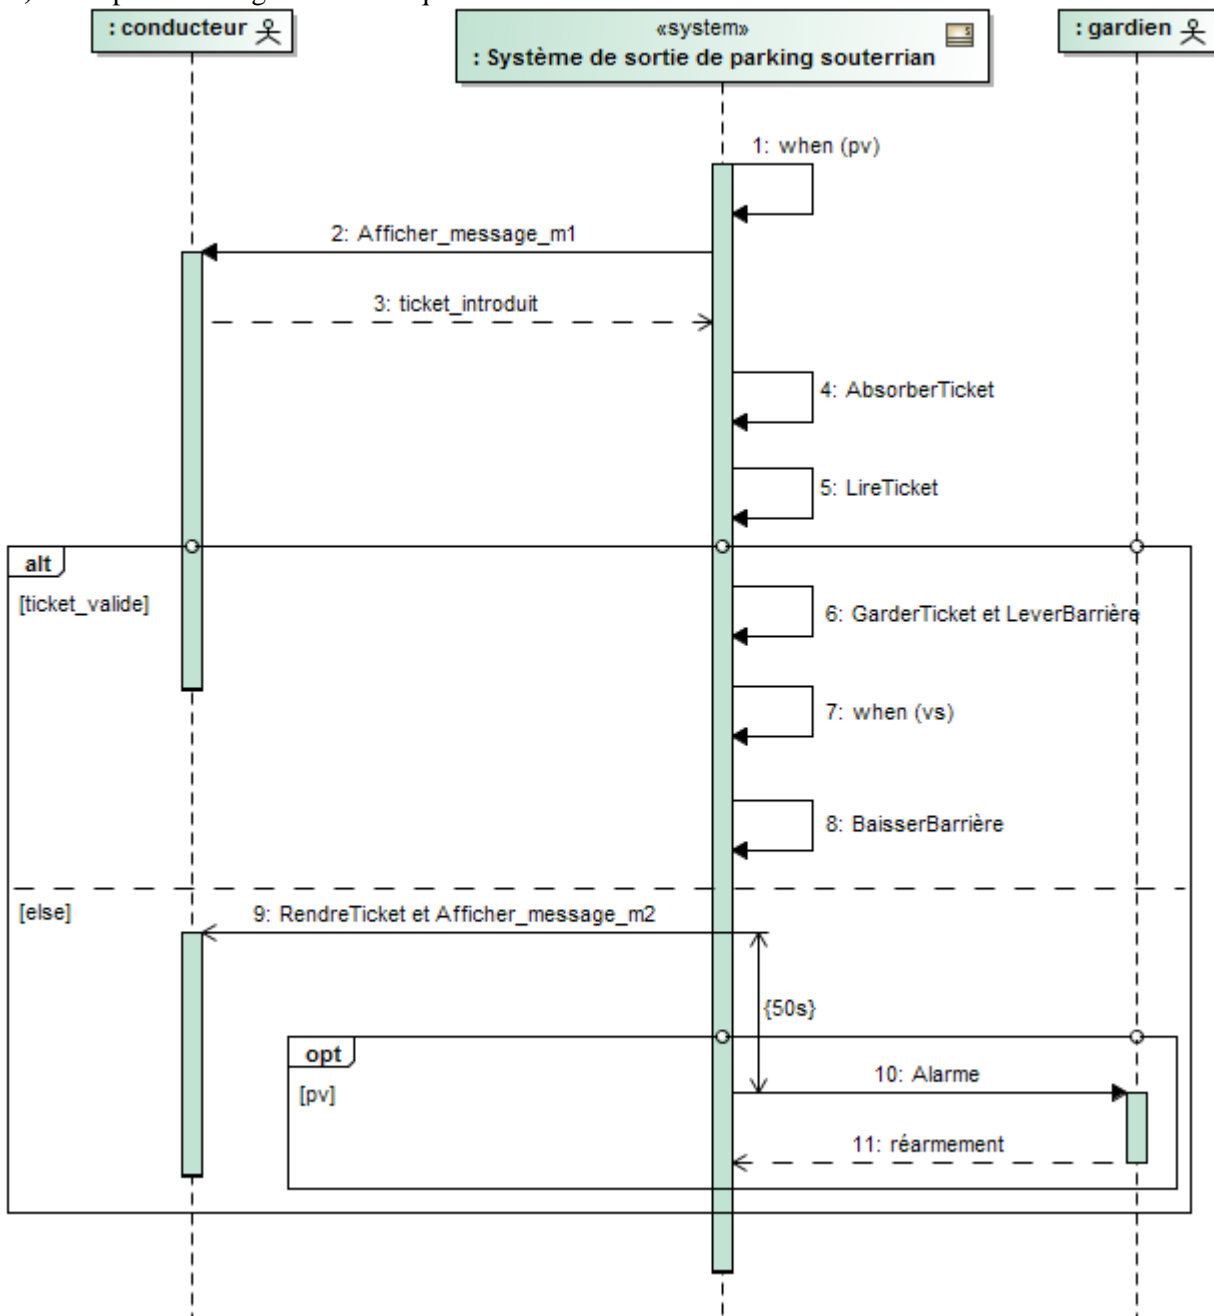 : conducteur
«system»
: Système de sortie de parking souterrian
: gardien
1: when (pv)
2: Afficher_message_m1
3: ticket_introduit
4: AbsorberTicket
5: LireTicket
alt
[ticket_valide]
6: GarderTicket et LeverBarrière
7: when (vs)
8: BaisserBarrière
[else]
9: RendreTicket et Afficher_message_m2
{50s}
opt
[pv]
10: Alarme
11: réarmement